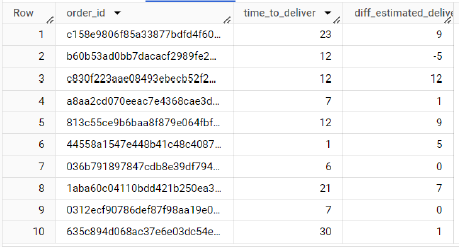 Row order_id time_to_deliver diff_estimated_delive
1 c158e9806f85a33877bdfd4f60... 23 9
2 b60b53ad0bb7dacacf2989fe2... 12 -5
3 c830f223aae08493ebecb52f2... 12 12
4 a8aa2cd070eeac7e4368cae3d... 7 1
5 813c55ce9b6baa8f879e064fbf... 12 9
6 44558a1547e448b41c48c4087... 1 5
7 036b791897847cdb8e39df794... 6 0
8 1aba60c04110bdd421b250ea3... 21 7
9 0312ecf90786def87f98aa19e0... 7 0
10 635c894d068ac37e6e03dc54e... 30 1